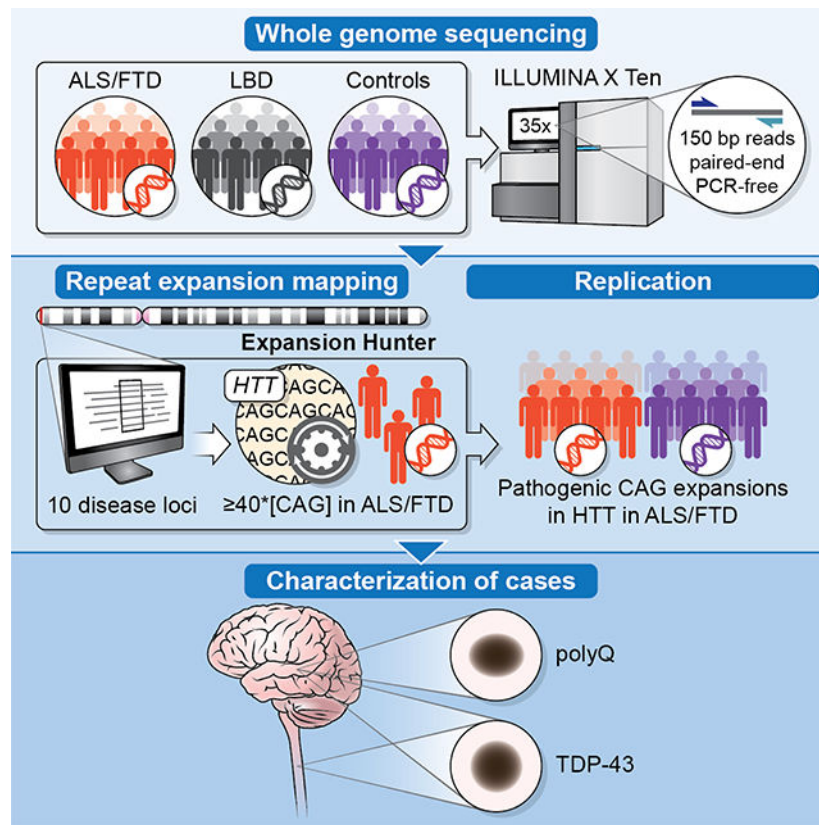 Whole genome sequencing
ALS/FTD
LBD
Controls
ILLUMINA X Ten
35x
150 bp reads
paired-end
PCR-free
Repeat expansion mapping
Replication
Expansion Hunter
HTT
CAGCA
CAGCAGCAG
CAGC
CAGC
CAG
10 disease loci
≥40*[CAG] in ALS/FTD
Pathogenic CAG expansions
in HTT in ALS/FTD
Characterization of cases
polyQ
TDP-43